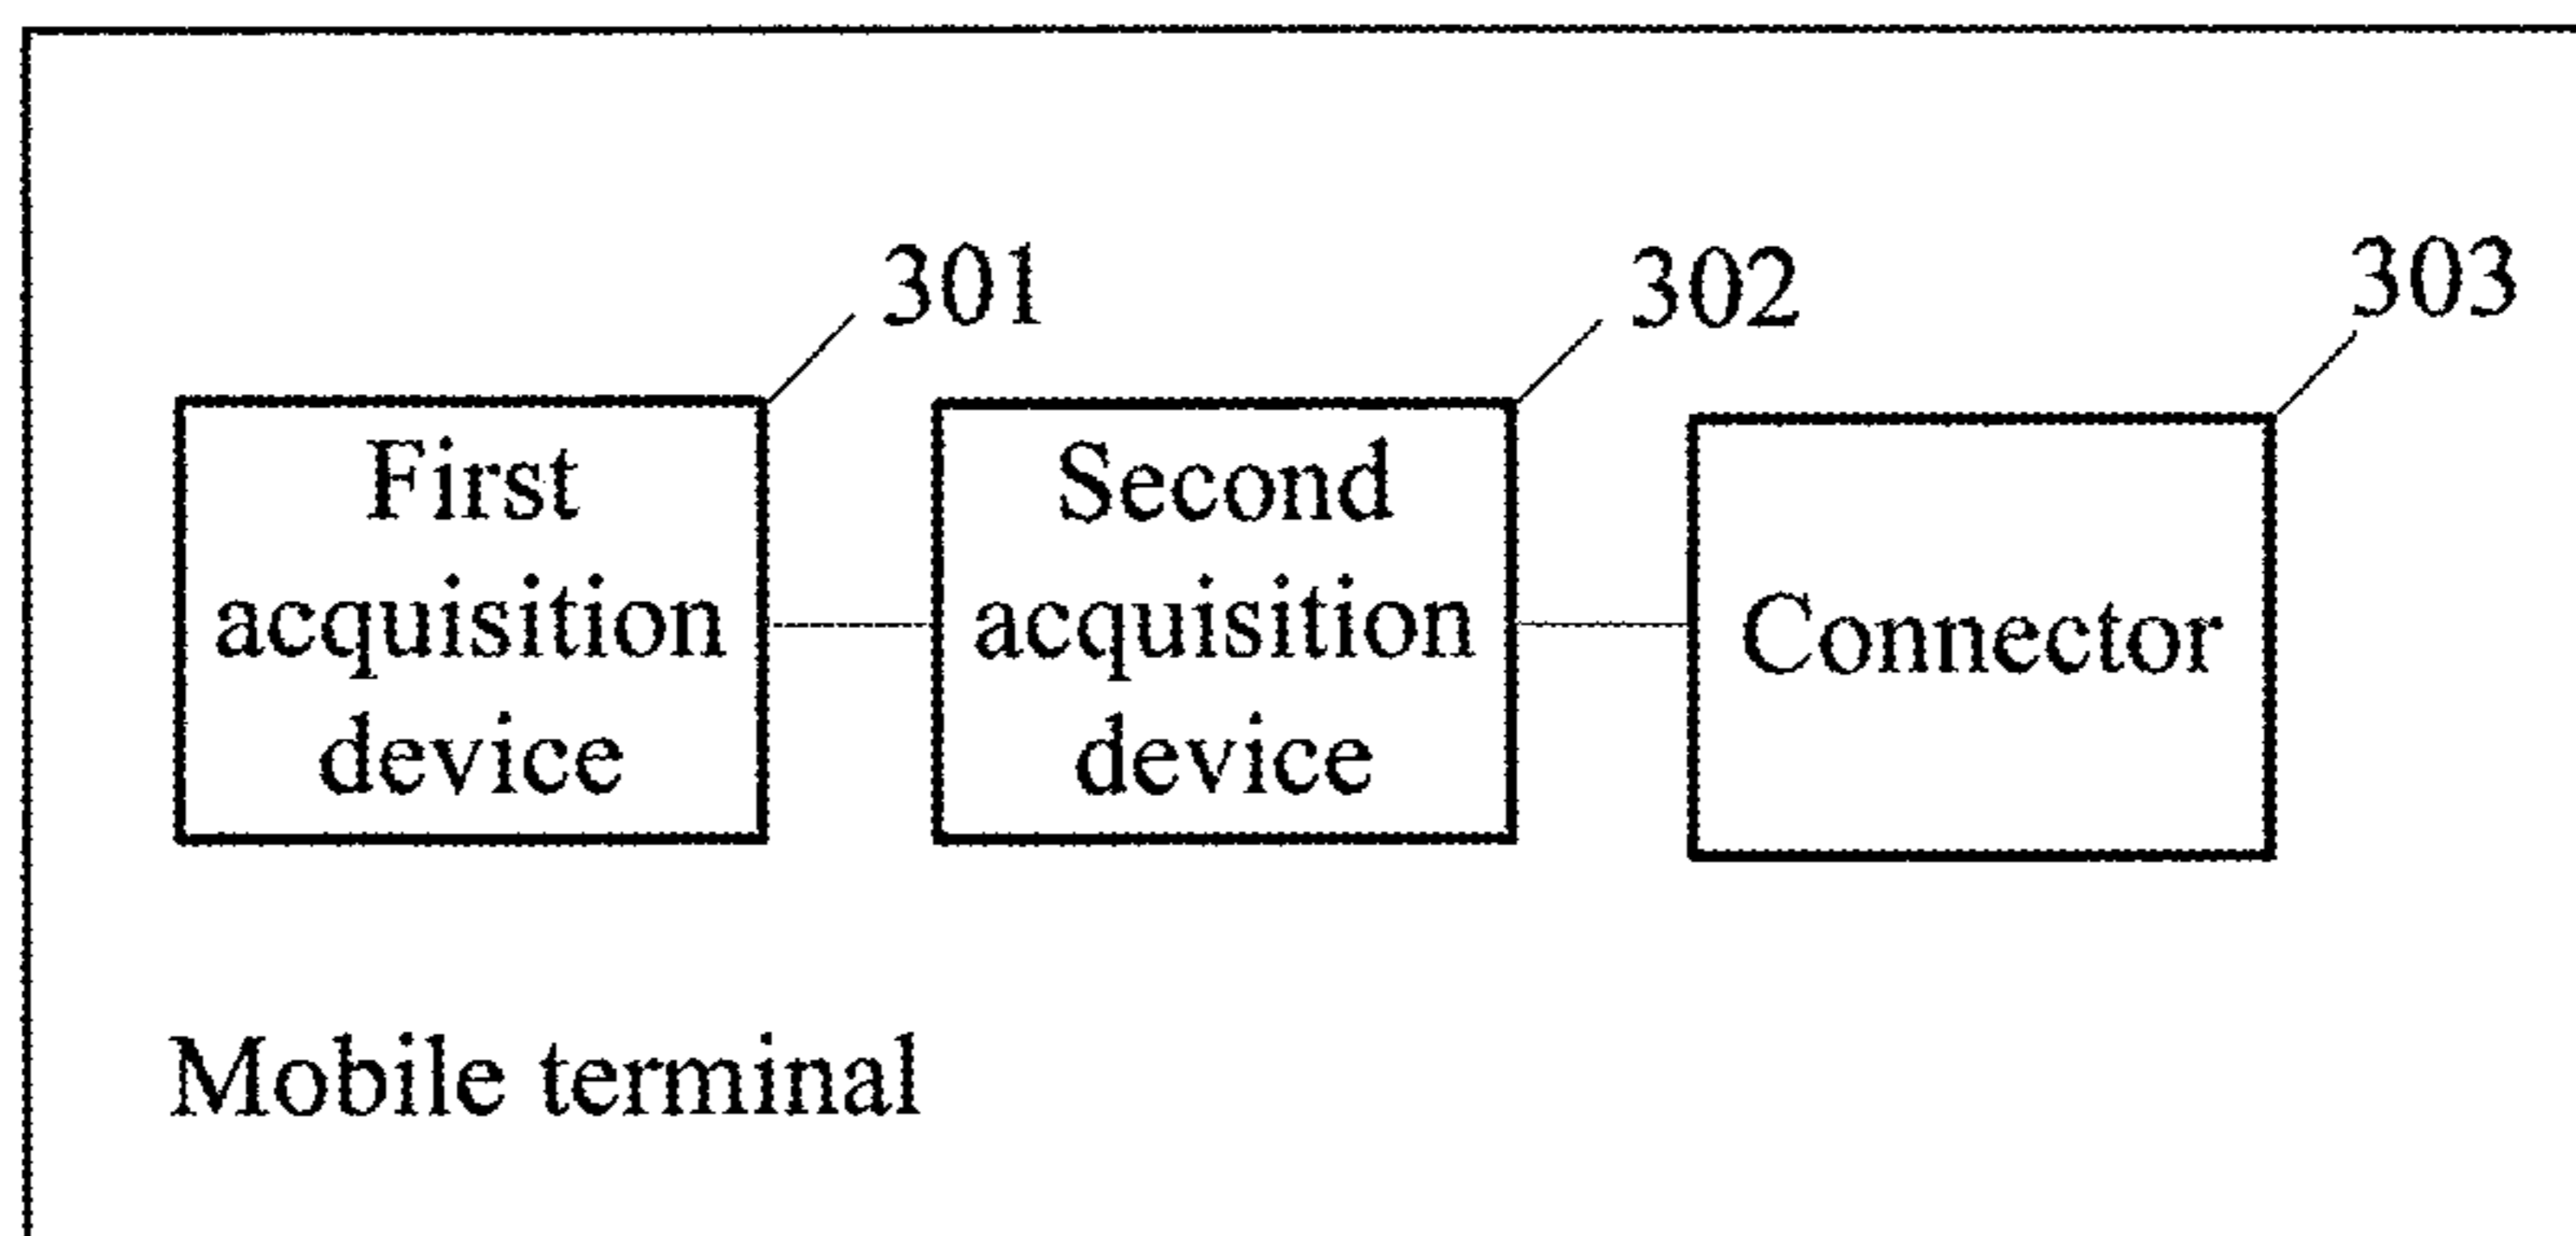 301
302
303
First
acquisition
device
Second
acquisition
device
Connector
Mobile terminal